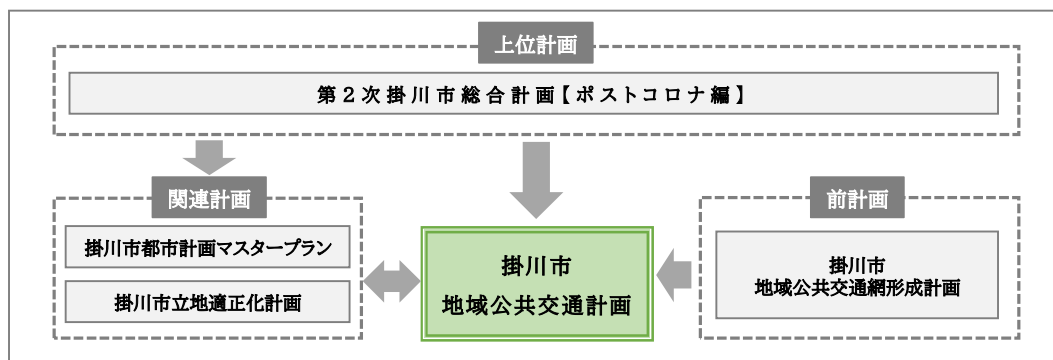 上位計画
第2次掛川市総合計画【ポストコロナ編】
関連計画
掛川市都市計画マスタープラン
掛川市立地適正化計画
掛川市
地域公共交通計画
前計画
掛川市
地域公共交通網形成計画